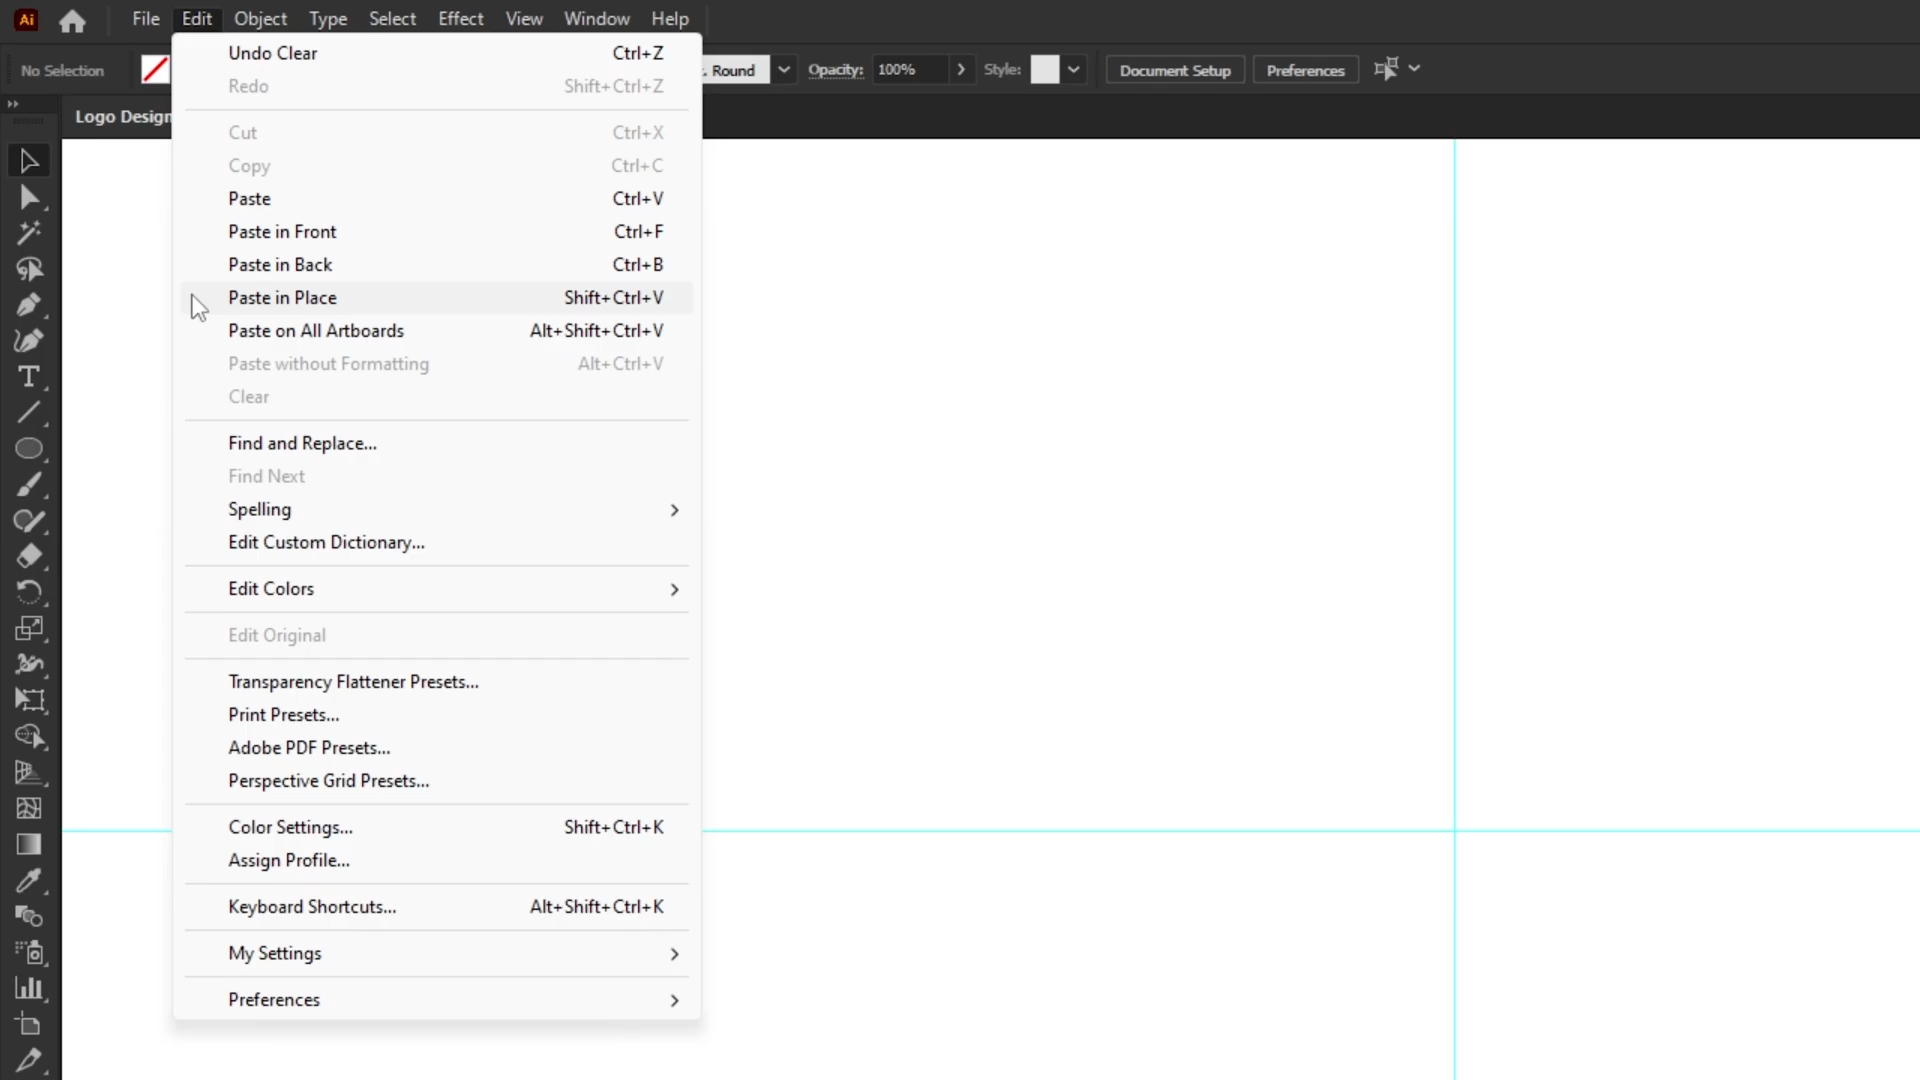 Ai File Edit Object Type Select Effect View Window Help
No Selection Round Opacity: 100% Style: Document Setup Preferences
Logo Design
Undo Clear Ctrl+Z
Redo Shift+Ctrl+Z
Cut Ctrl+X
Copy Ctrl+C
Paste Ctrl+V
Paste in Front Ctrl+F
Paste in Back Ctrl+B
Paste in Place Shift+Ctrl+V
Paste on All Artboards Alt+Shift+Ctrl+V
Paste without Formatting Alt+Ctrl+V
Clear
Find and Replace...
Find Next
Spelling
Edit Custom Dictionary...
Edit Colors
Edit Original
Transparency Flattener Presets...
Print Presets...
Adobe PDF Presets...
Perspective Grid Presets...
Color Settings... Shift+Ctrl+K
Assign Profile...
Keyboard Shortcuts... Alt+Shift+Ctrl+K
My Settings
Preferences